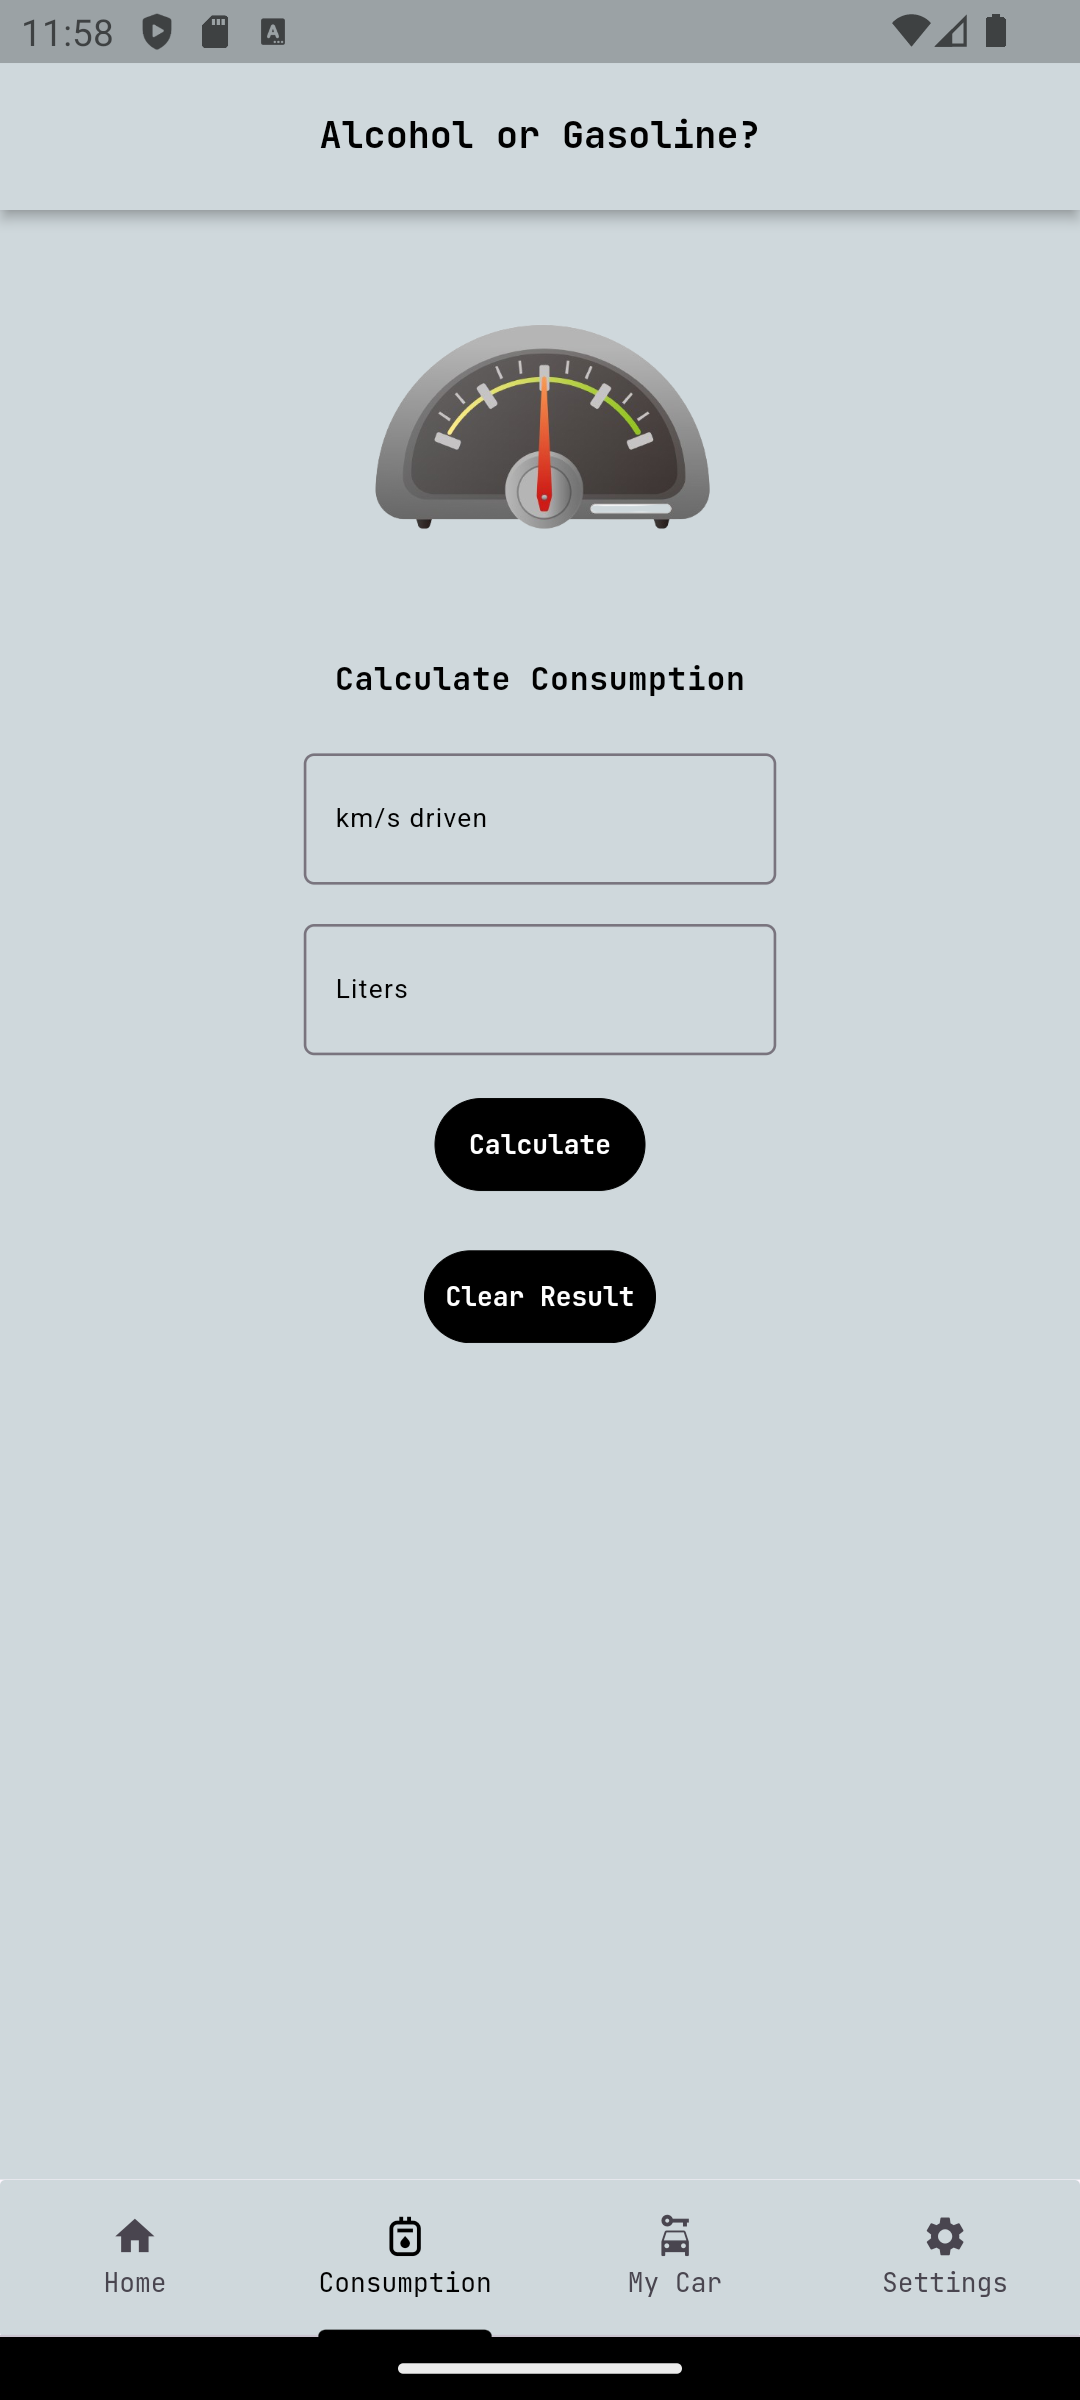 11:58
Alcohol or Gasoline?
Calculate Consumption
km/s driven
Liters
Calculate
Clear Result
Home
Consumption
My Car
Settings